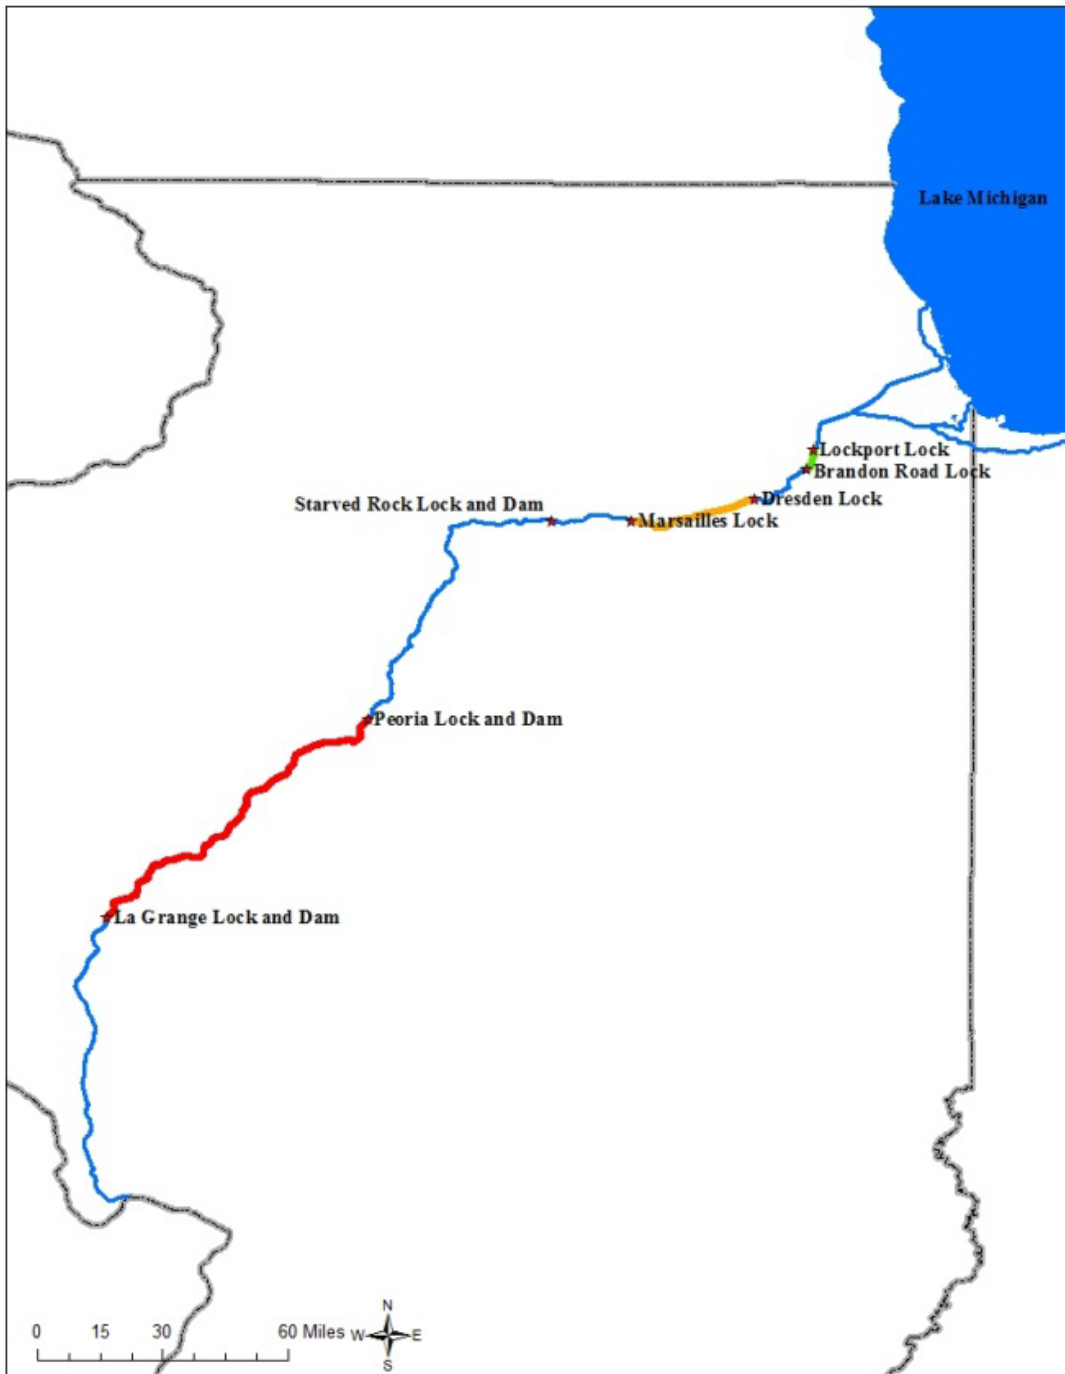 Lake Michigan
Lockport Lock
Brandon Road Lock
Dresden Lock
Starved Rock Lock and Dam
Marsailles Lock
Peoria Lock and Dam
La Grange Lock and Dam
N
0 15 30 60 Miles W E
S